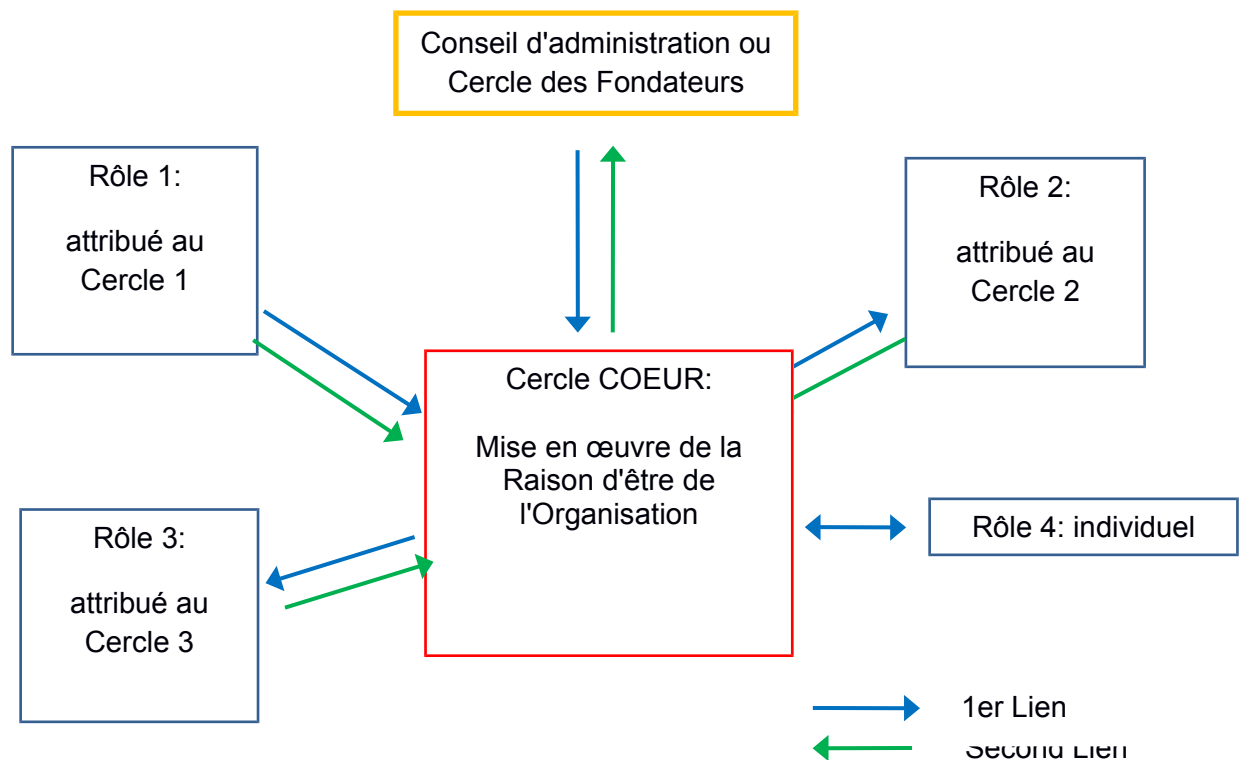 Conseil d'administration ou
Cercle des Fondateurs
Rôle 1:
attribué au
Cercle 1
Rôle 2:
attribué au
Cercle 2
Cercle COEUR:
Mise en œuvre de la
Raison d'être de
l'Organisation
Rôle 3:
attribué au
Cercle 3
Rôle 4: individuel
1er Lien
Second Lien